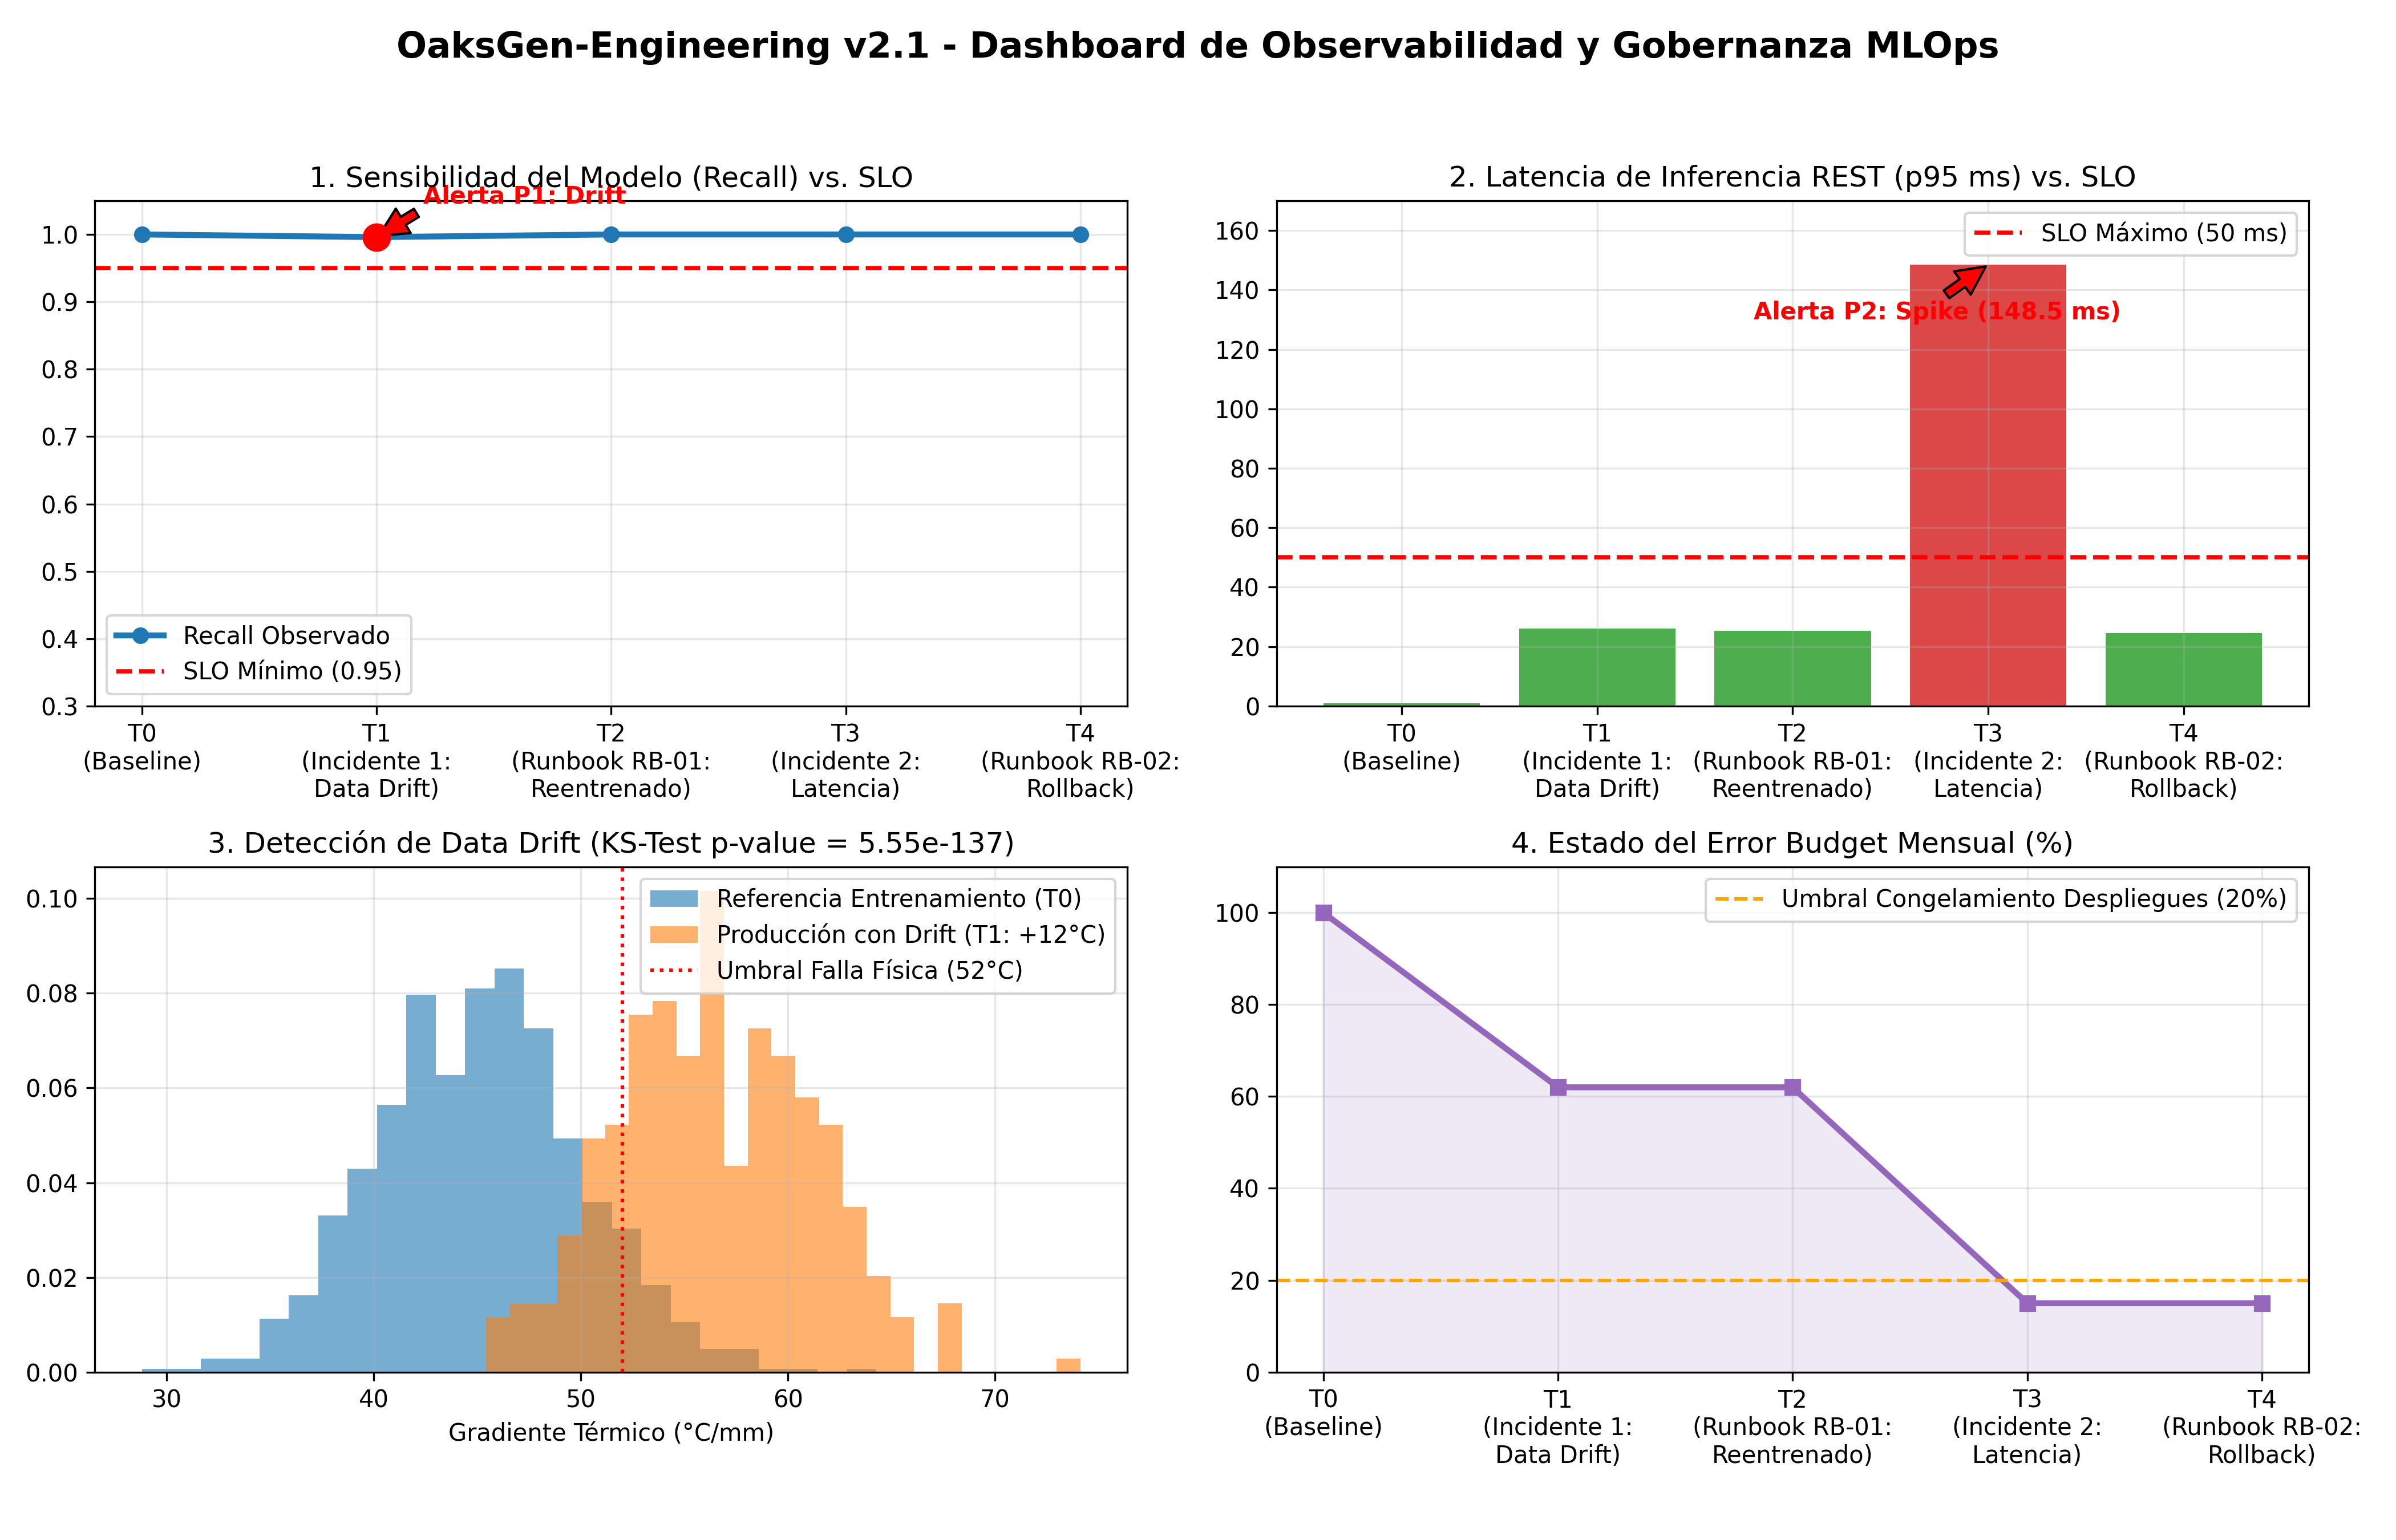 OaksGen-Engineering v2.1 - Dashboard de Observabilidad y Gobernanza MLOps
1. Sensibilidad del Modelo (Recall) vs. SLO
Alerta P1: Drift
1.0
0.9
0.8
0.7
0.6
0.5
0.4
0.3
Recall Observado
SLO Mínimo (0.95)
T0
(Baseline)
T1
(Incidente 1:
Data Drift)
T2
(Runbook RB-01:
Reentrenado)
T3
(Incidente 2:
Latencia)
T4
(Runbook RB-02:
Rollback)
2. Latencia de Inferencia REST (p95 ms) vs. SLO
SLO Máximo (50 ms)
Alerta P2: Spike (148.5 ms)
160
140
120
100
80
60
40
20
0
T0
(Baseline)
T1
(Incidente 1:
Data Drift)
T2
(Runbook RB-01:
Reentrenado)
T3
(Incidente 2:
Latencia)
T4
(Runbook RB-02:
Rollback)
3. Detección de Data Drift (KS-Test p-value = 5.55e-137)
Referencia Entrenamiento (T0)
Producción con Drift (T1: +12°C)
Umbral Falla Física (52°C)
0.10
0.08
0.06
0.04
0.02
0.00
30
40
50
60
70
Gradiente Térmico (°C/mm)
4. Estado del Error Budget Mensual (%)
Umbral Congelamiento Despliegues (20%)
100
80
60
40
20
0
T0
(Baseline)
T1
(Incidente 1:
Data Drift)
T2
(Runbook RB-01:
Reentrenado)
T3
(Incidente 2:
Latencia)
T4
(Runbook RB-02:
Rollback)